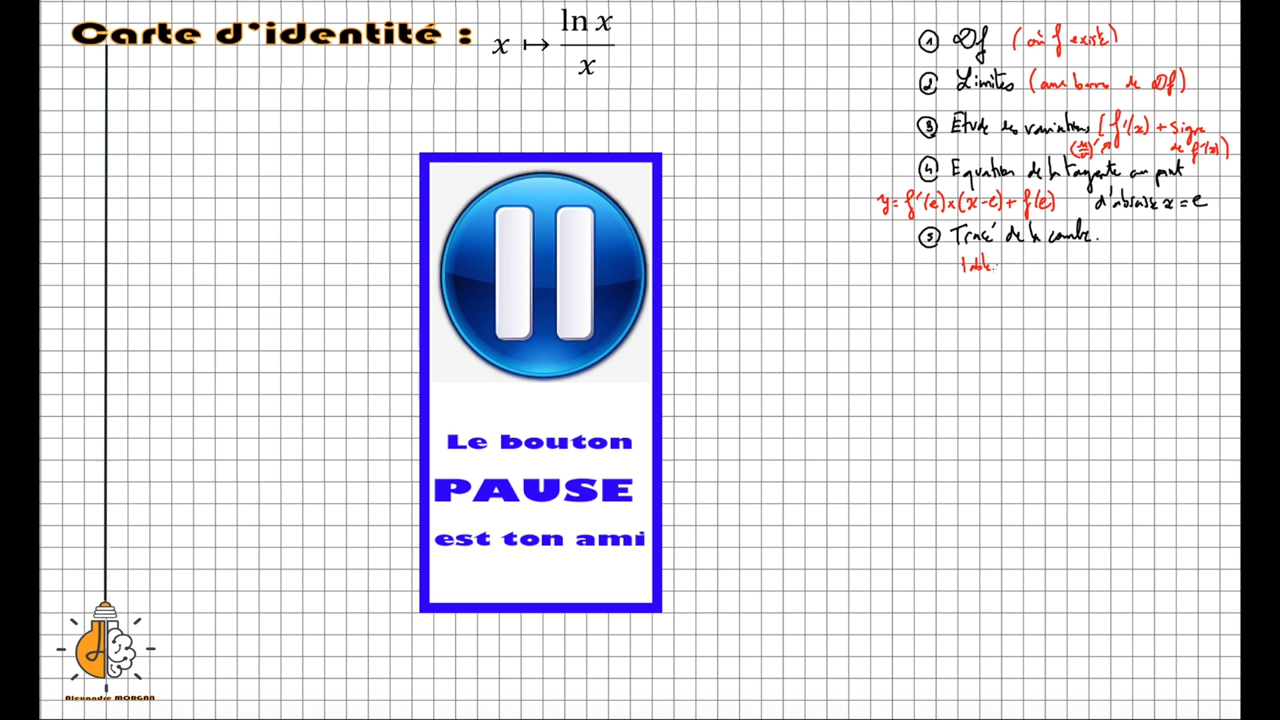 Carte d'identité : x ↦ ln x / x
① Df (où f existe)
② Limites (aux bornes de Df)
③ Étude des variations [f'(x) + signe
(u/v)' de f'(x)]
④ Equation de la tangente au point
y = f'(e)×(x-e) + f(e) d'abscisse x = e
⑤ Tracé de la courbe.
table
Le bouton
PAUSE
est ton ami
Alexandre MORGAN